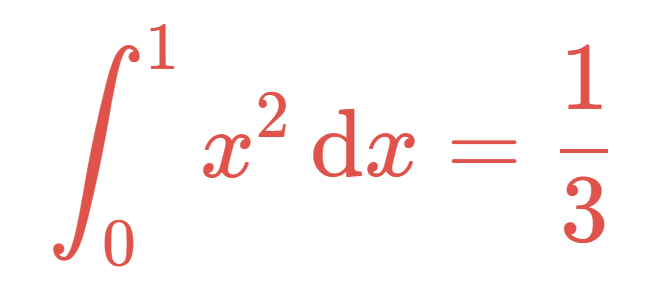 ∫₀¹ x² dx = 1/3